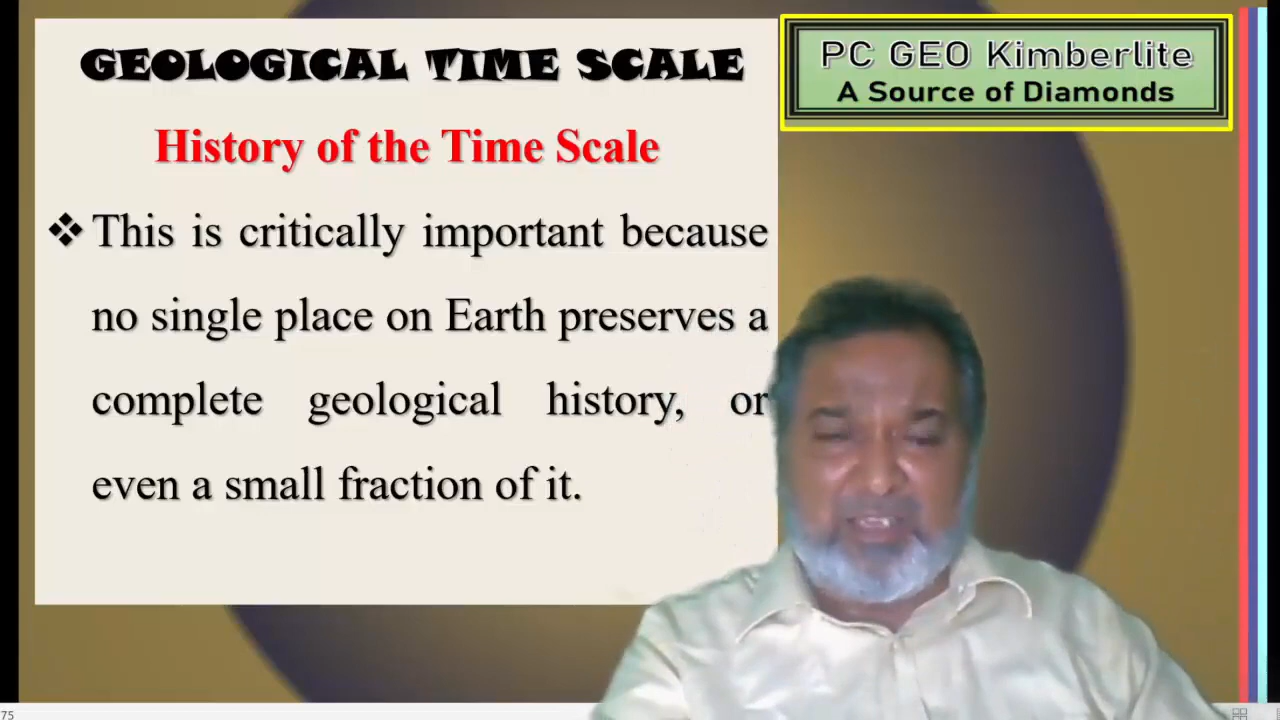 GEOLOGICAL TIME SCALE
PC GEO Kimberlite
A Source of Diamonds
History of the Time Scale
❖ This is critically important because
no single place on Earth preserves a
complete geological history, or
even a small fraction of it.
75